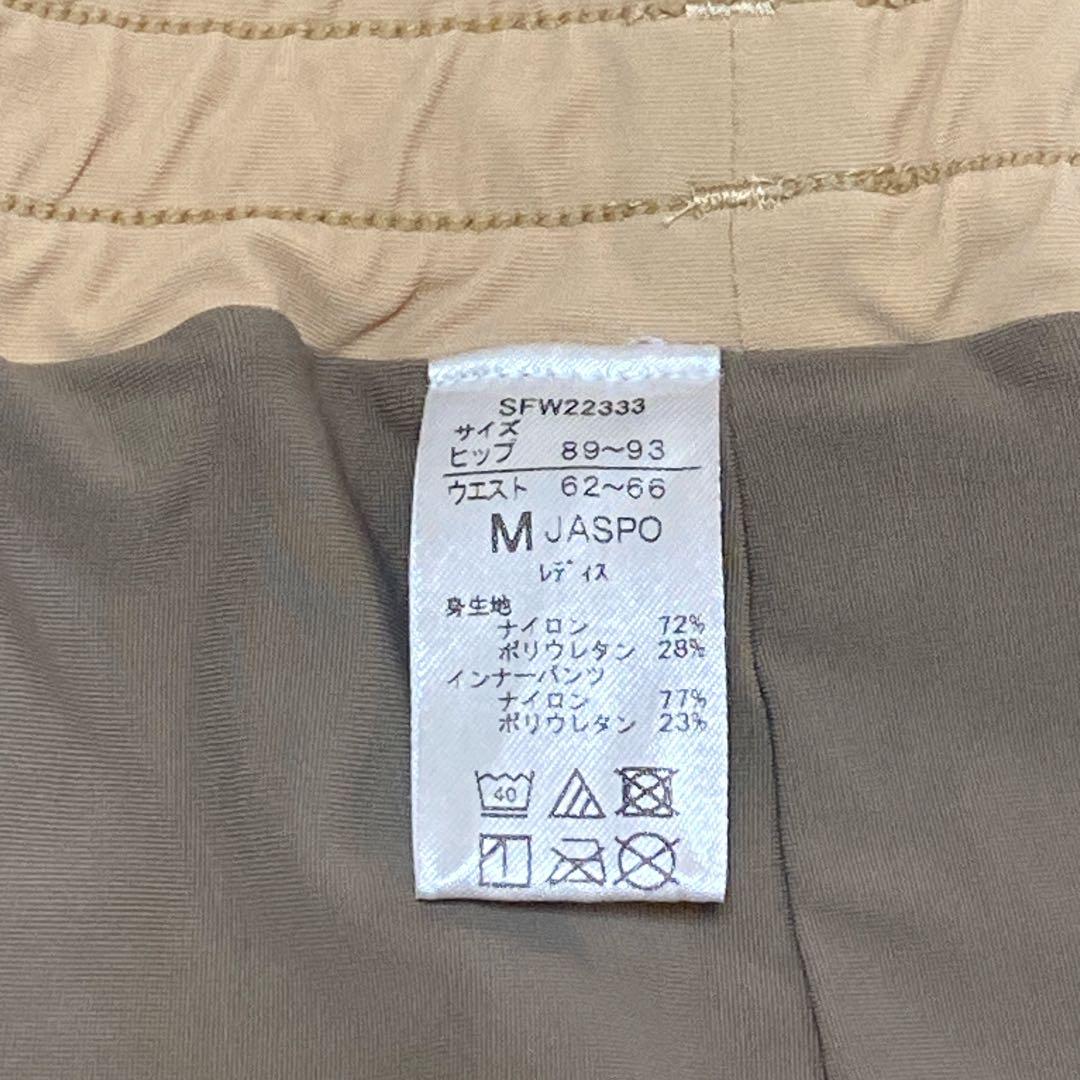 SFW22333
サイズ
ヒップ 89～93
ウエスト 62～66
M JASPO
レディス
身生地
ナイロン 72%
ポリウレタン 28%
インナーパンツ
ナイロン 77%
ポリウレタン 23%
40